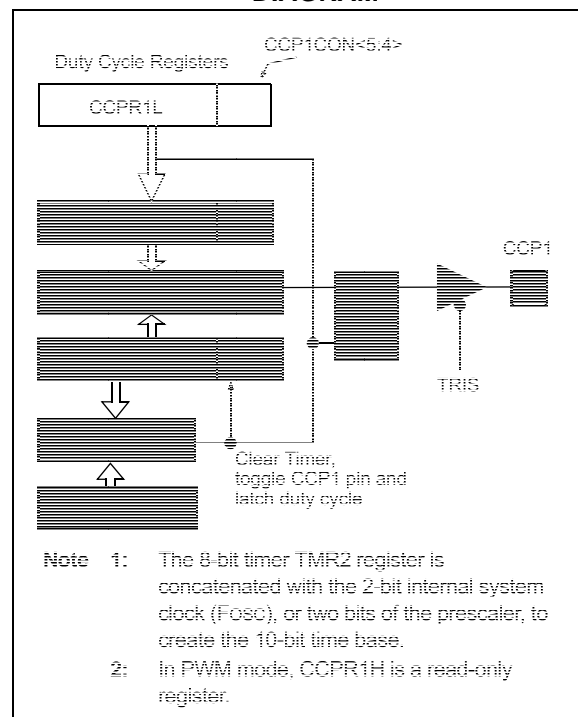 DIAGRAM
CCP1CON<5:4>
Duty Cycle Registers
CCPR1L
CCP1
TRIS
Clear Timer,
toggle CCP1 pin and
latch duty cycle
Note 1: The 8-bit timer TMR2 register is
concatenated with the 2-bit internal system
clock (FOSC), or two bits of the prescaler, to
create the 10-bit time base.
2: In PWM mode, CCPR1H is a read-only
register.